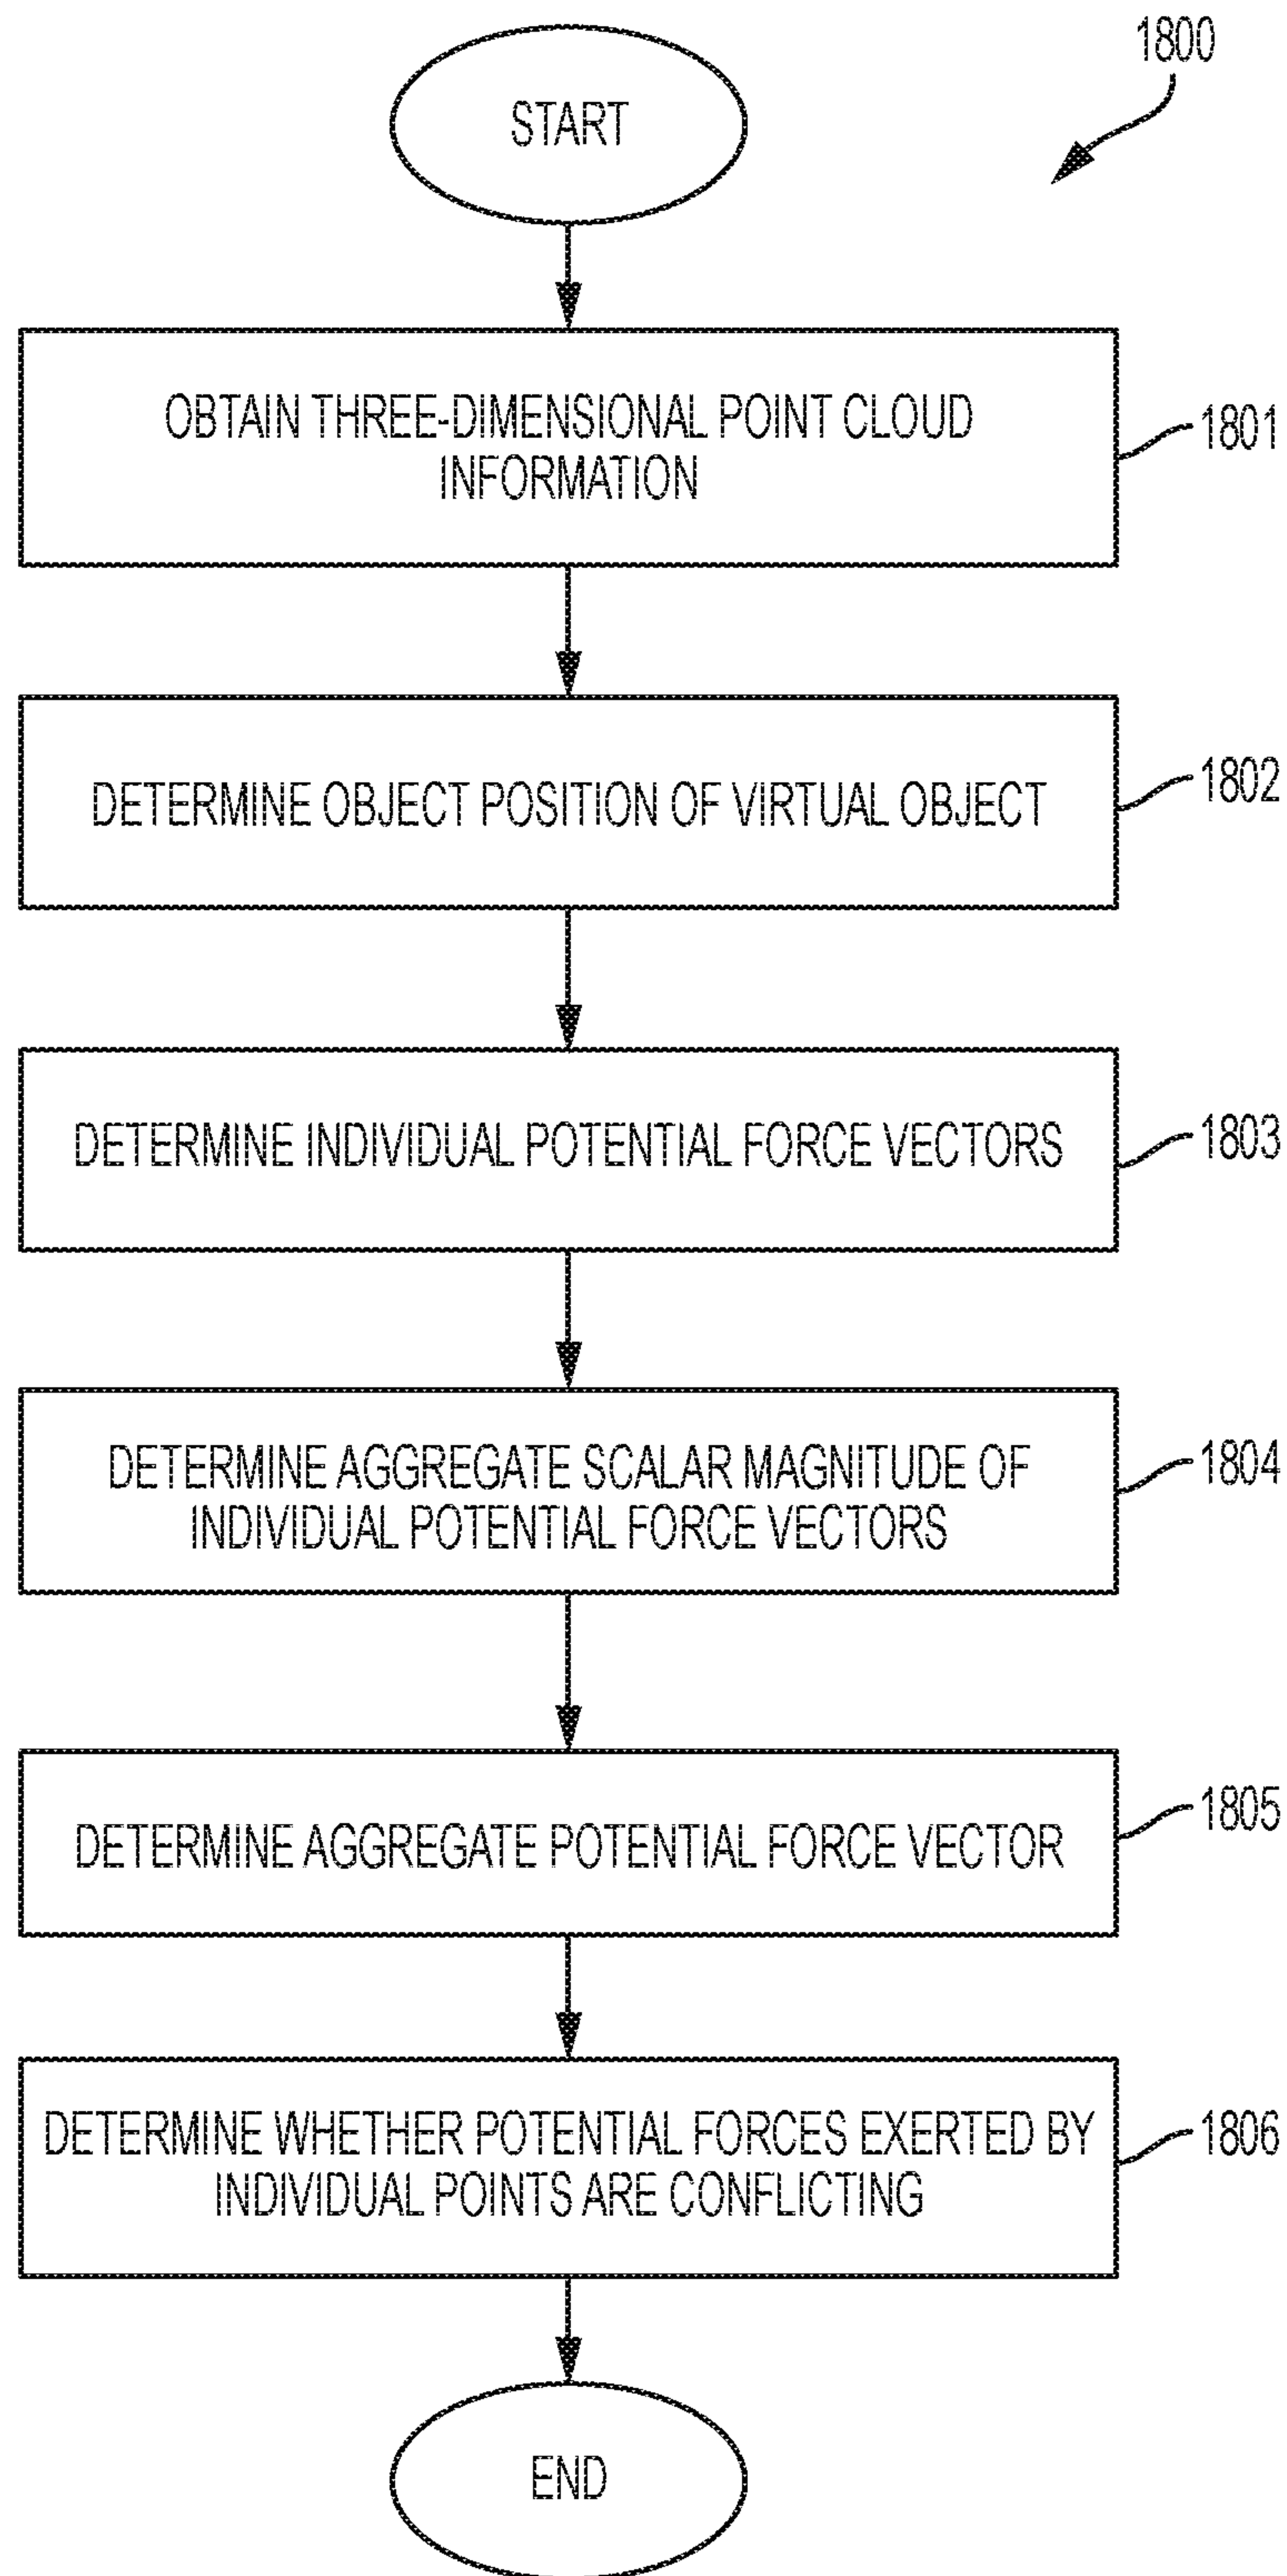 1800
START
OBTAIN THREE-DIMENSIONAL POINT CLOUD
INFORMATION
1801
DETERMINE OBJECT POSITION OF VIRTUAL OBJECT
1802
DETERMINE INDIVIDUAL POTENTIAL FORCE VECTORS
1803
DETERMINE AGGREGATE SCALAR MAGNITUDE OF
INDIVIDUAL POTENTIAL FORCE VECTORS
1804
DETERMINE AGGREGATE POTENTIAL FORCE VECTOR
1805
DETERMINE WHETHER POTENTIAL FORCES EXERTED BY
INDIVIDUAL POINTS ARE CONFLICTING
1806
END